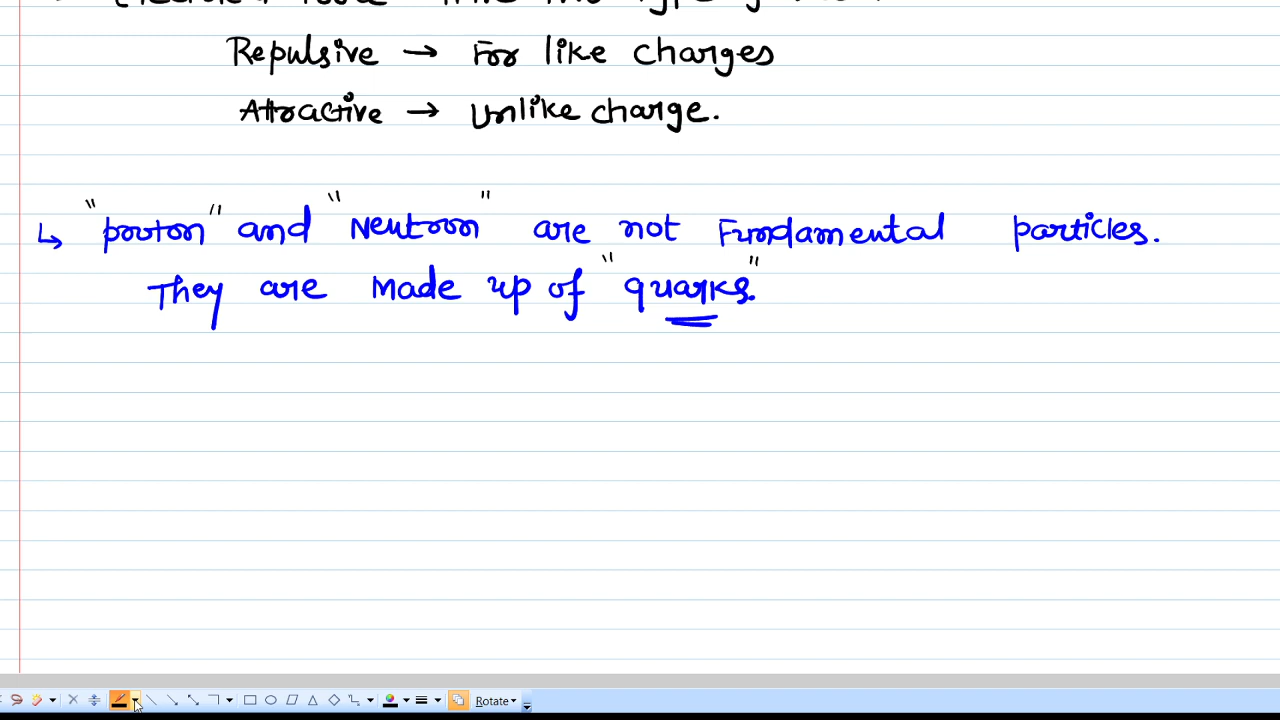 Repulsive → For like charges
Attractive → Unlike charge.
↳ "proton" and "Neutron" are not Fundamental particles.
They are Made up of "quarks."
Rotate